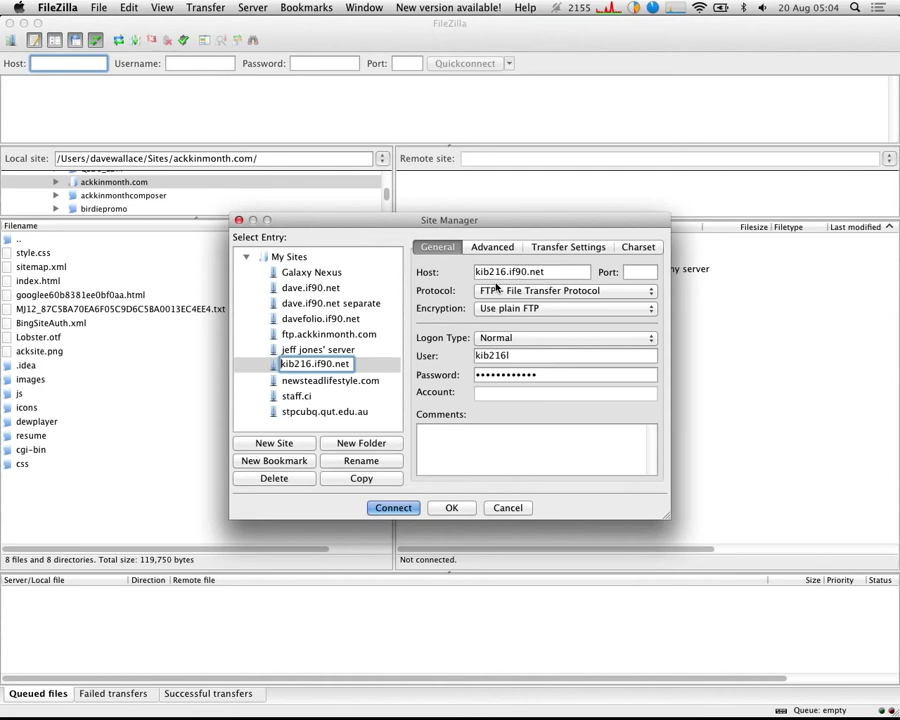 FileZilla File Edit View Transfer Server Bookmarks Window New version available! Help 2155 20 Aug 05:04
FileZilla
Host: Username: Password: Port: Quickconnect
Local site: /Users/davewallace/Sites/ackkinmonth.com/ Remote site:
ackkinmonth.com
ackkinmonthcomposer
birdiepromo
Filename Filesize Filetype Last modified
..
style.css
sitemap.xml
index.html
googlee60b8381ee0bf0aa.html
MJ12_87C5BA70EA6F05C9D6C5BA0013EC4EE4.txt
BingSiteAuth.xml
Lobster.otf
acksite.png
.idea
images
js
icons
dewplayer
resume
cgi-bin
css
ny server
Site Manager
Select Entry:
My Sites
Galaxy Nexus
dave.if90.net
dave.if90.net separate
davefolio.if90.net
ftp.ackkinmonth.com
jeff jones' server
kib216.if90.net
newsteadlifestyle.com
staff.ci
stpcubq.qut.edu.au
New Site New Folder
New Bookmark Rename
Delete Copy
General Advanced Transfer Settings Charset
Host: kib216.if90.net Port:
Protocol: FTP - File Transfer Protocol
Encryption: Use plain FTP
Logon Type: Normal
User: kib216l
Password: ••••••••••••
Account:
Comments:
Connect OK Cancel
8 files and 8 directories. Total size: 119,750 bytes Not connected.
Server/Local file Direction Remote file Size Priority Status
Queued files Failed transfers Successful transfers
Queue: empty